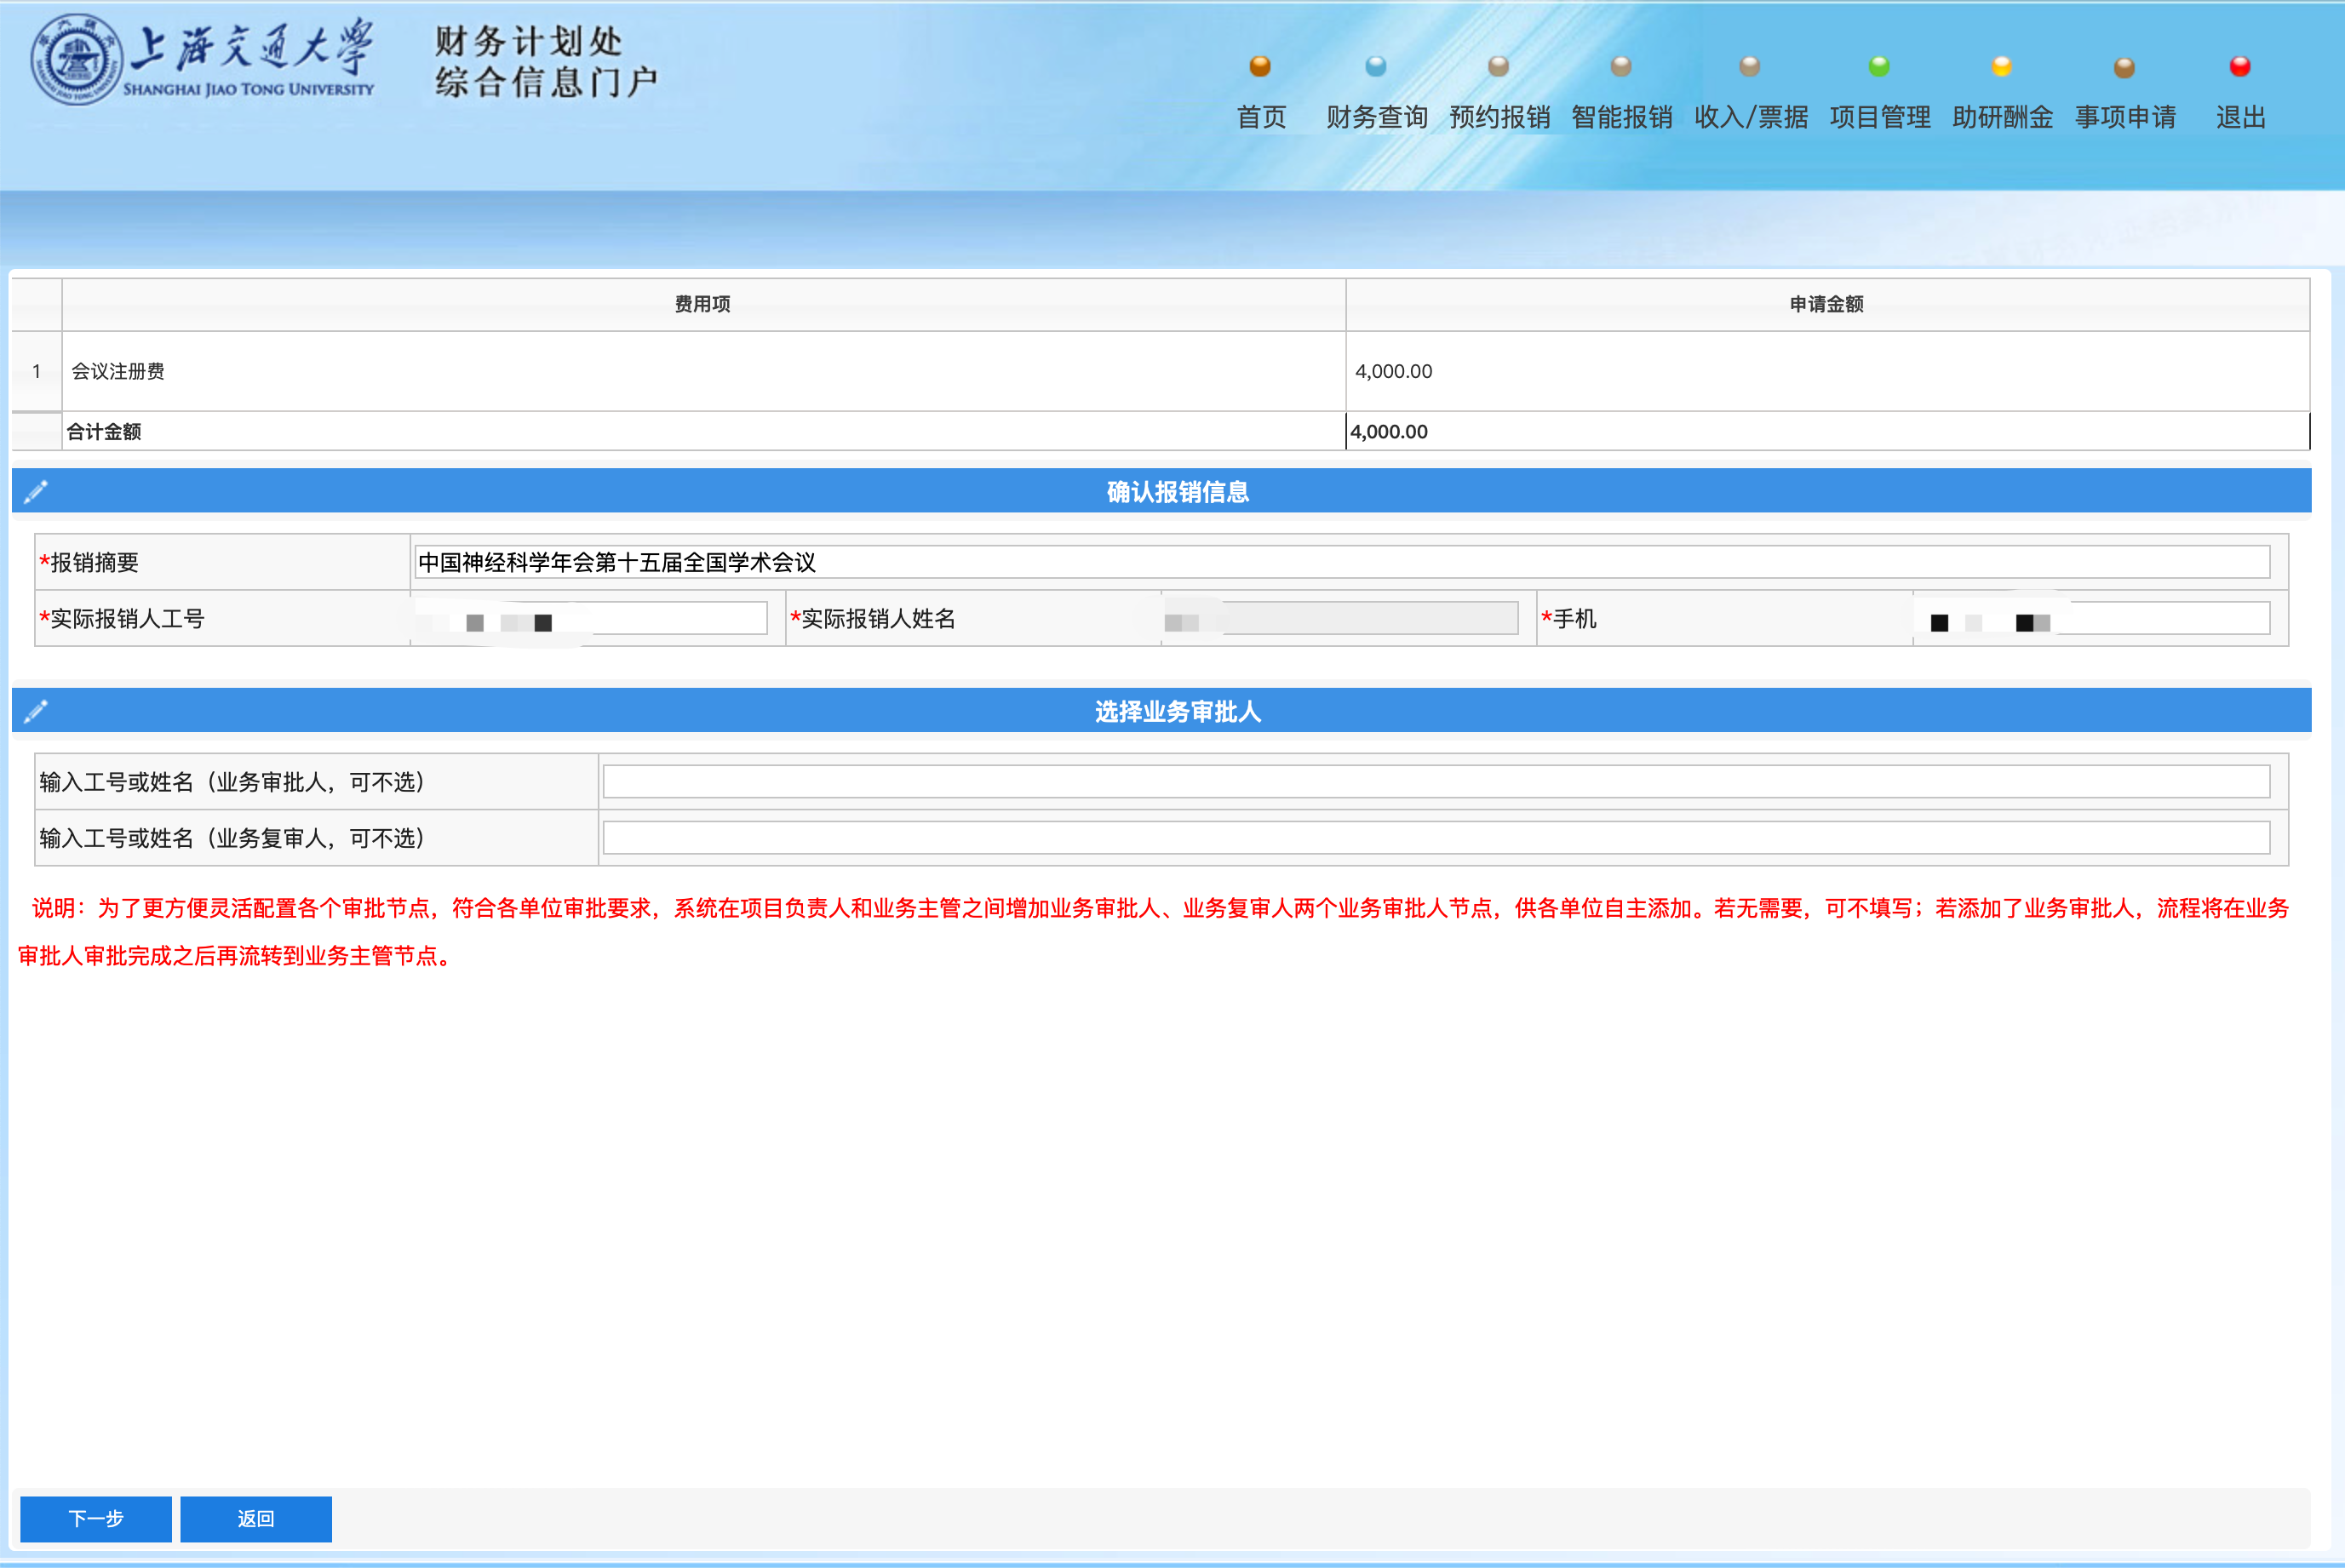 上海交通大学
SHANGHAI JIAO TONG UNIVERSITY
财务计划处
综合信息门户
首页 财务查询 预约报销 智能报销 收入/票据 项目管理 助研酬金 事项申请 退出
费用项 申请金额
1 会议注册费 4,000.00
合计金额 4,000.00
确认报销信息
*报销摘要 中国神经科学年会第十五届全国学术会议
*实际报销人工号 *实际报销人姓名 *手机
选择业务审批人
输入工号或姓名（业务审批人，可不选）
输入工号或姓名（业务复审人，可不选）
说明：为了更方便灵活配置各个审批节点，符合各单位审批要求，系统在项目负责人和业务主管之间增加业务审批人、业务复审人两个业务审批人节点，供各单位自主添加。若无需要，可不填写；若添加了业务审批人，流程将在业务
审批人审批完成之后再流转到业务主管节点。
下一步 返回